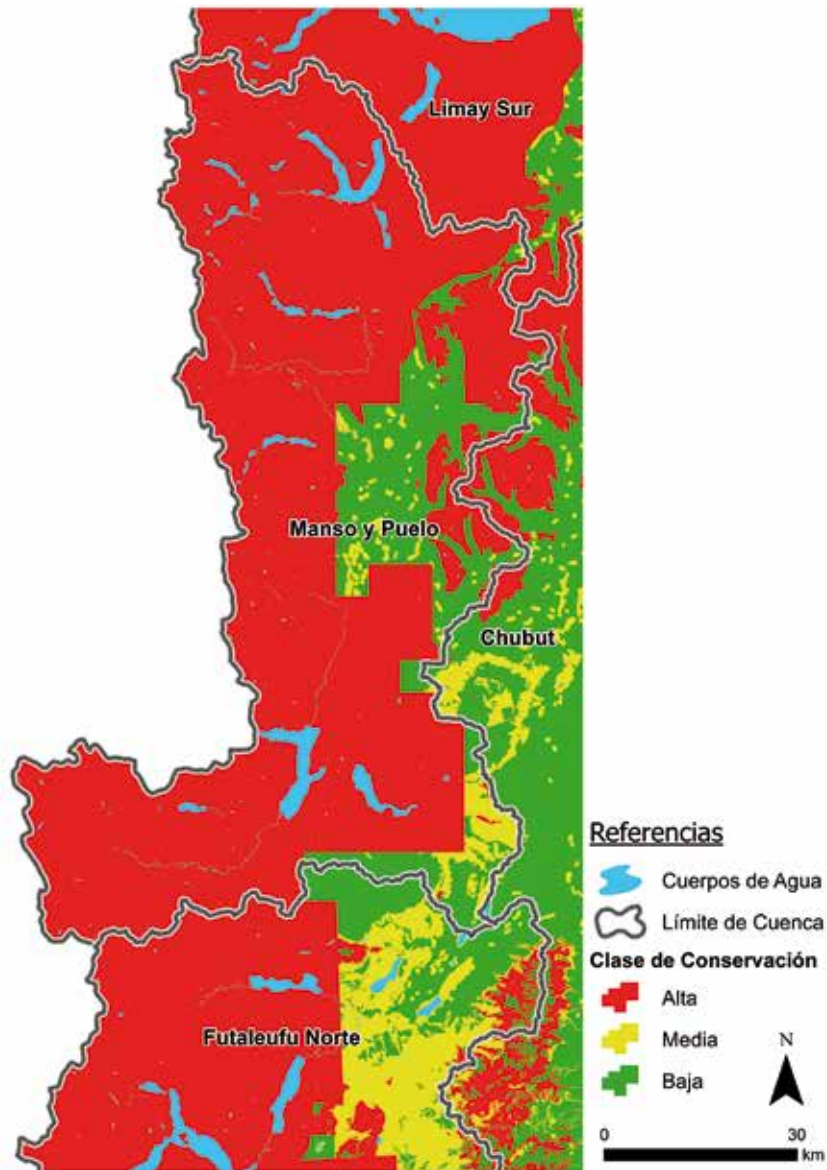 Limay Sur
Manso y Puelo
Chubut
Futaleufu Norte
Referencias
Cuerpos de Agua
Límite de Cuenca
Clase de Conservación
Alta
Media
Baja
N
0 30
km